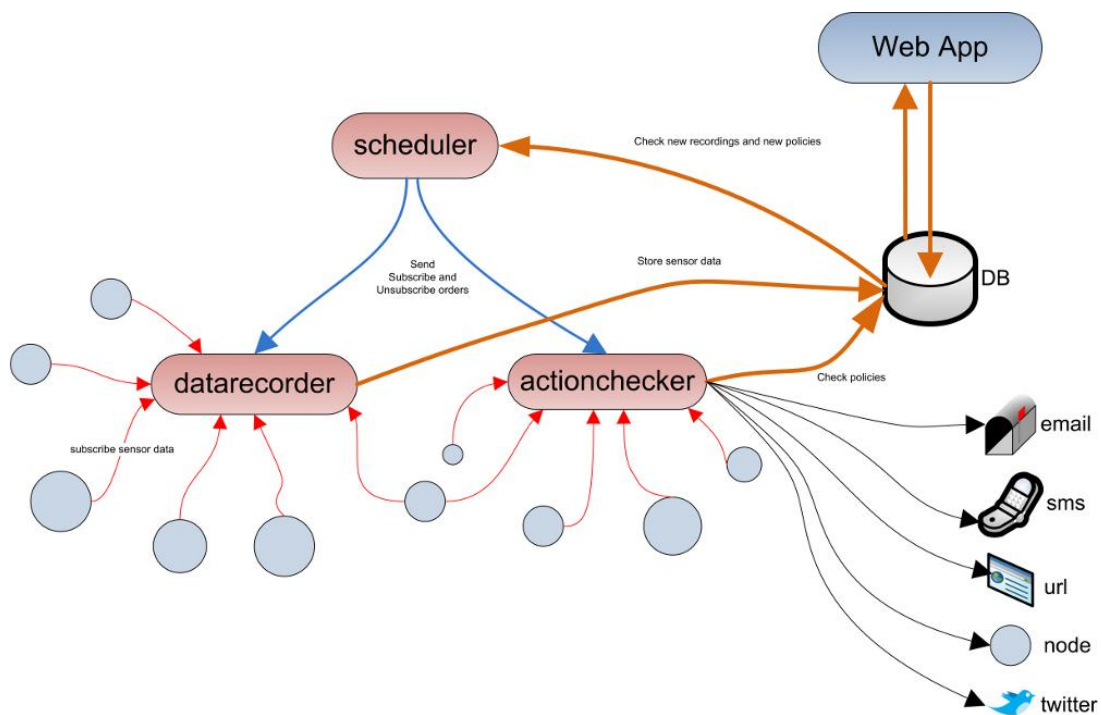 Web App
scheduler
Check new recordings and new policies
Send
Subscribe and
Unsubscribe orders
Store sensor data
DB
datarecorder
actionchecker
Check policies
subscribe sensor data
email
sms
url
node
twitter